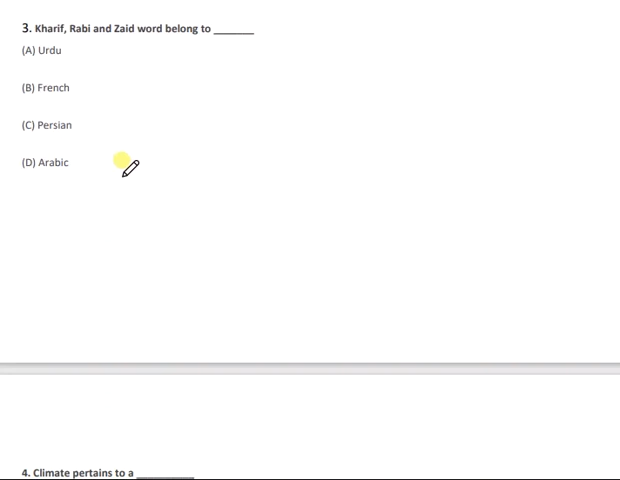 3. Kharif, Rabi and Zaid word belong to _______
(A) Urdu
(B) French
(C) Persian
(D) Arabic
4. Climate pertains to a __________